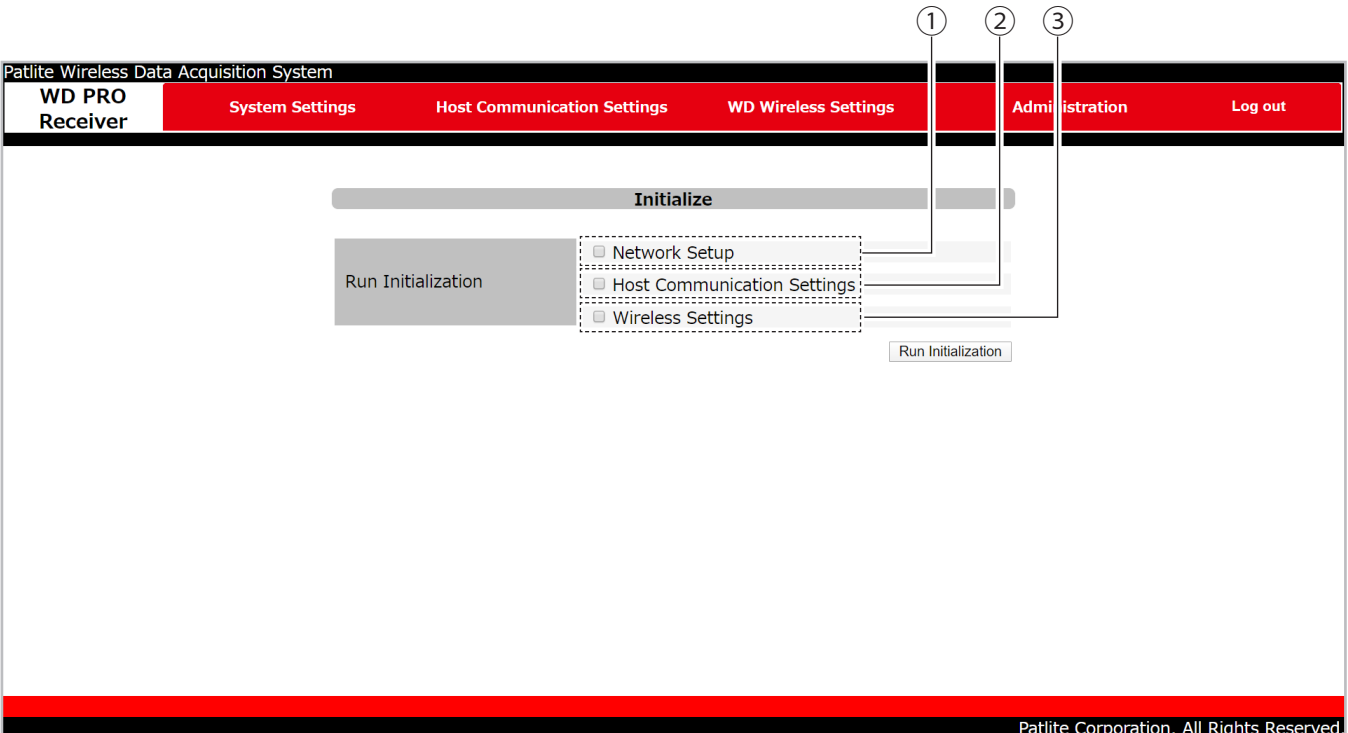 ① ② ③
Patlite Wireless Data Acquisition System
WD PRO
Receiver
System Settings Host Communication Settings WD Wireless Settings Administration Log out
Initialize
Network Setup
Run Initialization
Host Communication Settings
Wireless Settings
Run Initialization
Patlite Corporation. All Rights Reserved.